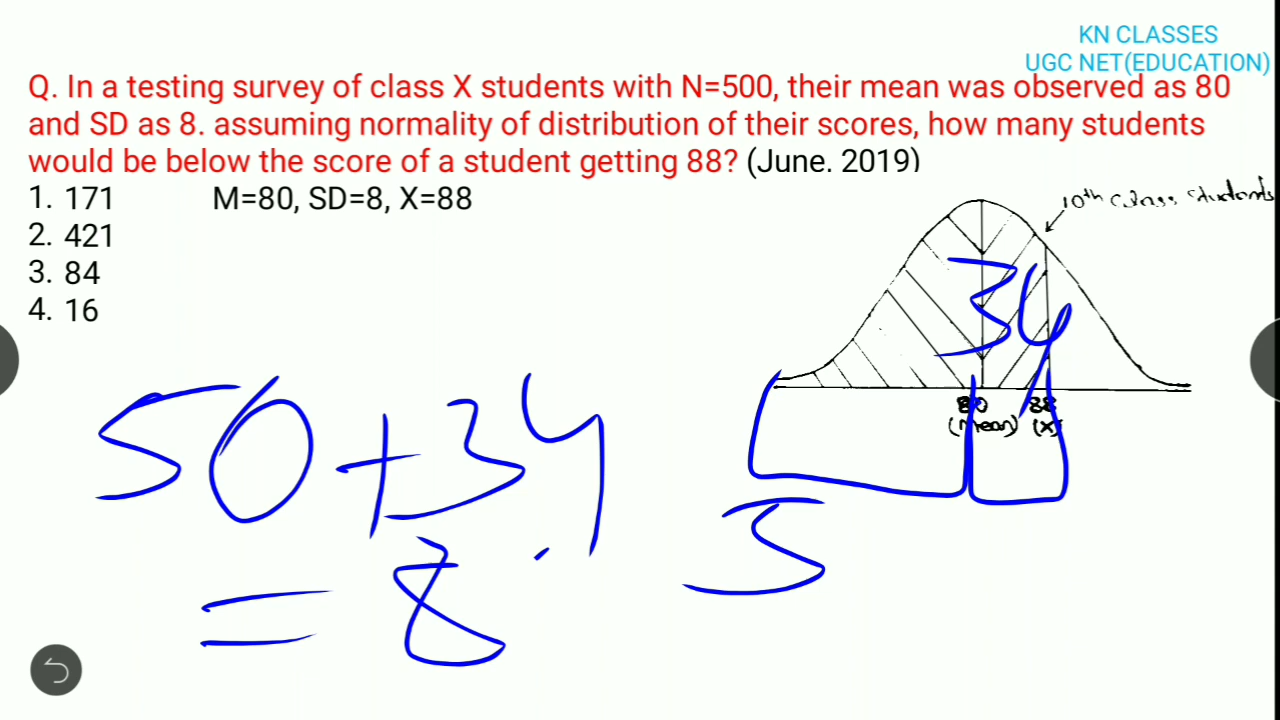 KN CLASSES
UGC NET(EDUCATION)
Q. In a testing survey of class X students with N=500, their mean was observed as 80
and SD as 8. assuming normality of distribution of their scores, how many students
would be below the score of a student getting 88? (June. 2019)
1. 171 M=80, SD=8, X=88
2. 421
3. 84
4. 16
10th class students
34
80 88
(Mean) (X)
50+34
= 8
5